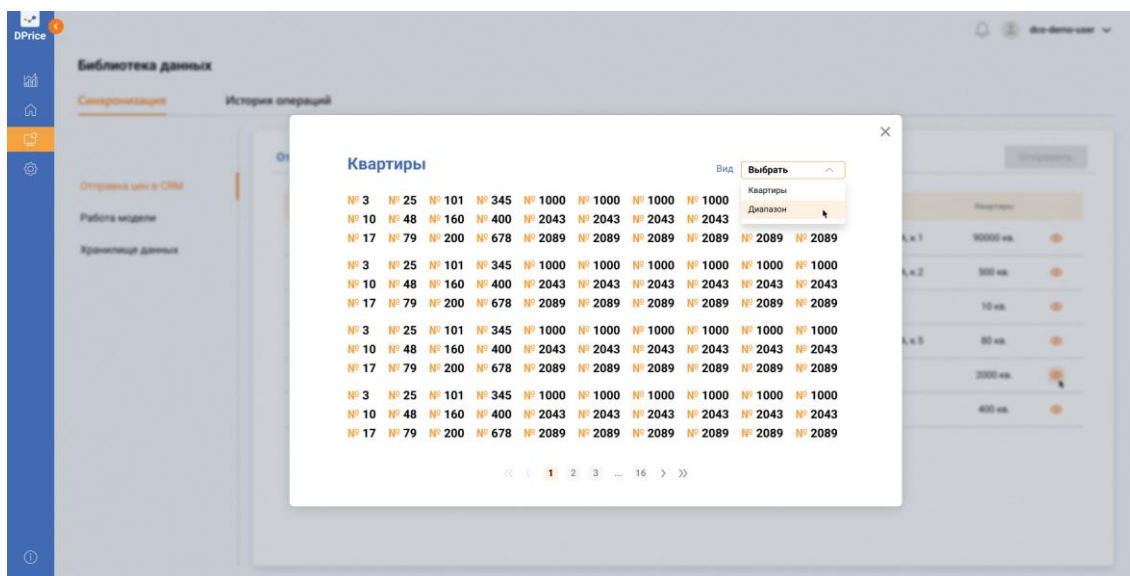 DPrice
dco-demo-user
Библиотека данных
Синхронизация История операций
Отправить
Отправка цен в CRM
Работа модели
Хранилище данных
Квартиры
Вид Выбрать
Квартиры
Диапазон
№ 3 № 25 № 101 № 345 № 1000 № 1000 № 1000 № 1000
№ 10 № 48 № 160 № 400 № 2043 № 2043 № 2043 № 2043
№ 17 № 79 № 200 № 678 № 2089 № 2089 № 2089 № 2089 № 2089 № 2089
№ 3 № 25 № 101 № 345 № 1000 № 1000 № 1000 № 1000 № 1000 № 1000
№ 10 № 48 № 160 № 400 № 2043 № 2043 № 2043 № 2043 № 2043 № 2043
№ 17 № 79 № 200 № 678 № 2089 № 2089 № 2089 № 2089 № 2089 № 2089
№ 3 № 25 № 101 № 345 № 1000 № 1000 № 1000 № 1000 № 1000 № 1000
№ 10 № 48 № 160 № 400 № 2043 № 2043 № 2043 № 2043 № 2043 № 2043
№ 17 № 79 № 200 № 678 № 2089 № 2089 № 2089 № 2089 № 2089 № 2089
№ 3 № 25 № 101 № 345 № 1000 № 1000 № 1000 № 1000 № 1000 № 1000
№ 10 № 48 № 160 № 400 № 2043 № 2043 № 2043 № 2043 № 2043 № 2043
№ 17 № 79 № 200 № 678 № 2089 № 2089 № 2089 № 2089 № 2089 № 2089
1 2 3 ... 16
Квартиры
к.1 90000 кв.
к.2 500 кв.
10 кв.
к.5 80 кв.
2000 кв.
400 кв.